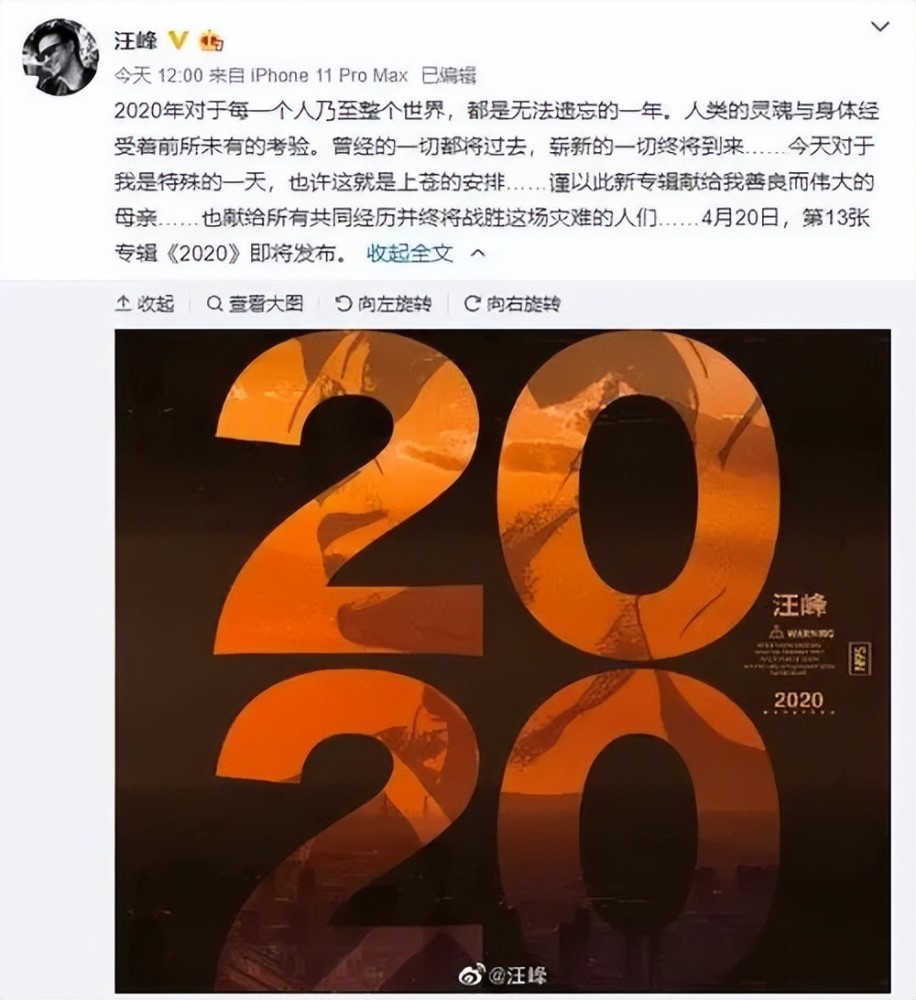 汪峰
今天 12:00 来自 iPhone 11 Pro Max 已编辑
2020年对于每一个人乃至整个世界，都是无法遗忘的一年。人类的灵魂与身体经
受着前所未有的考验。曾经的一切都将过去，崭新的一切终将到来……今天对于
我是特殊的一天，也许这就是上苍的安排……谨以此新专辑献给我善良而伟大的
母亲……也献给所有共同经历并终将战胜这场灾难的人们……4月20日，第13张
专辑《2020》即将发布。 收起全文
收起 查看大图 向左旋转 向右旋转
20
20
汪峰
WARNING
N95
2020
@汪峰